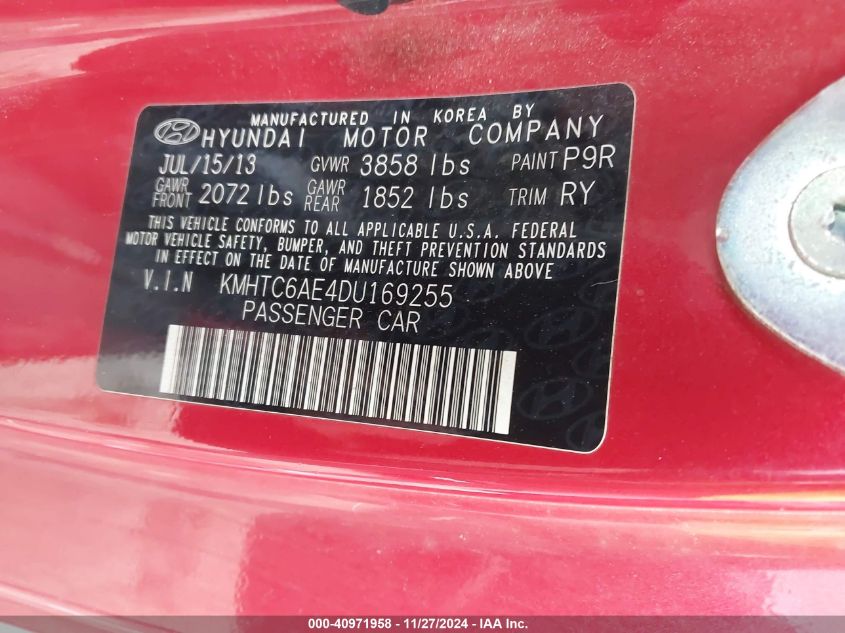 MANUFACTURED IN KOREA BY
HYUNDAI MOTOR COMPANY
JUL/15/13 GVWR 3858 lbs PAINT P9R
GAWR FRONT 2072 lbs GAWR REAR 1852 lbs TRIM RY
THIS VEHICLE CONFORMS TO ALL APPLICABLE U.S.A. FEDERAL
MOTOR VEHICLE SAFETY, BUMPER, AND THEFT PREVENTION STANDARDS
IN EFFECT ON THE DATE OF MANUFACTURE SHOWN ABOVE
V.I.N KMHTC6AE4DU169255
PASSENGER CAR
000-40971958 - 11/27/2024 - IAA Inc.